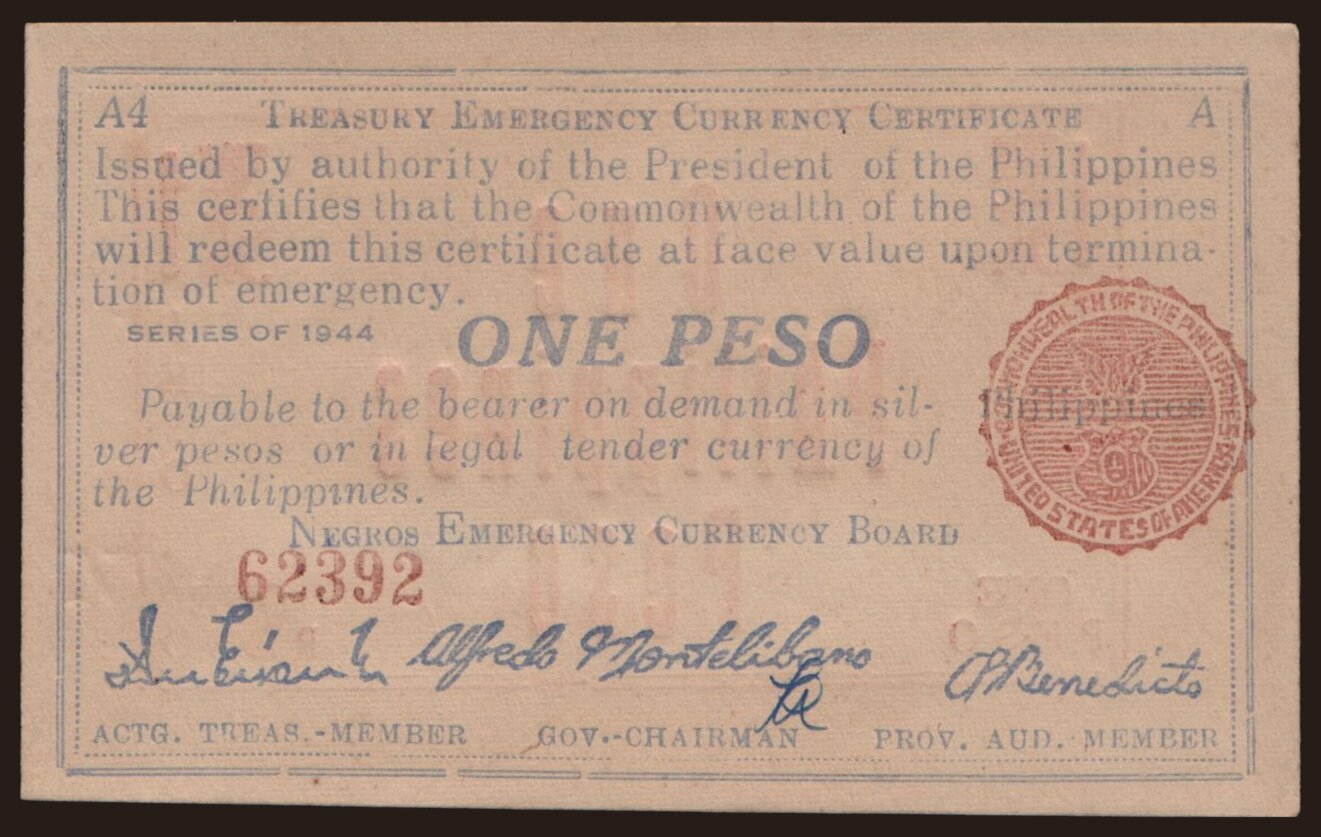 A4 TREASURY EMERGENCY CURRENCY CERTIFICATE A
Issued by authority of the President of the Philippines
This certifies that the Commonwealth of the Philippines
will redeem this certificate at face value upon termina-
tion of emergency.
SERIES OF 1944
ONE PESO
Payable to the bearer on demand in sil-
ver pesos or in legal tender currency of
the Philippines.
Philippines
COMMONWEALTH OF THE PHILIPPINES
UNITED STATES OF AMERICA
NEGROS EMERGENCY CURRENCY BOARD
62392
Alfredo Montelibano
Benedicto
ACTG. TREAS.-MEMBER GOV.-CHAIRMAN PROV. AUD.-MEMBER